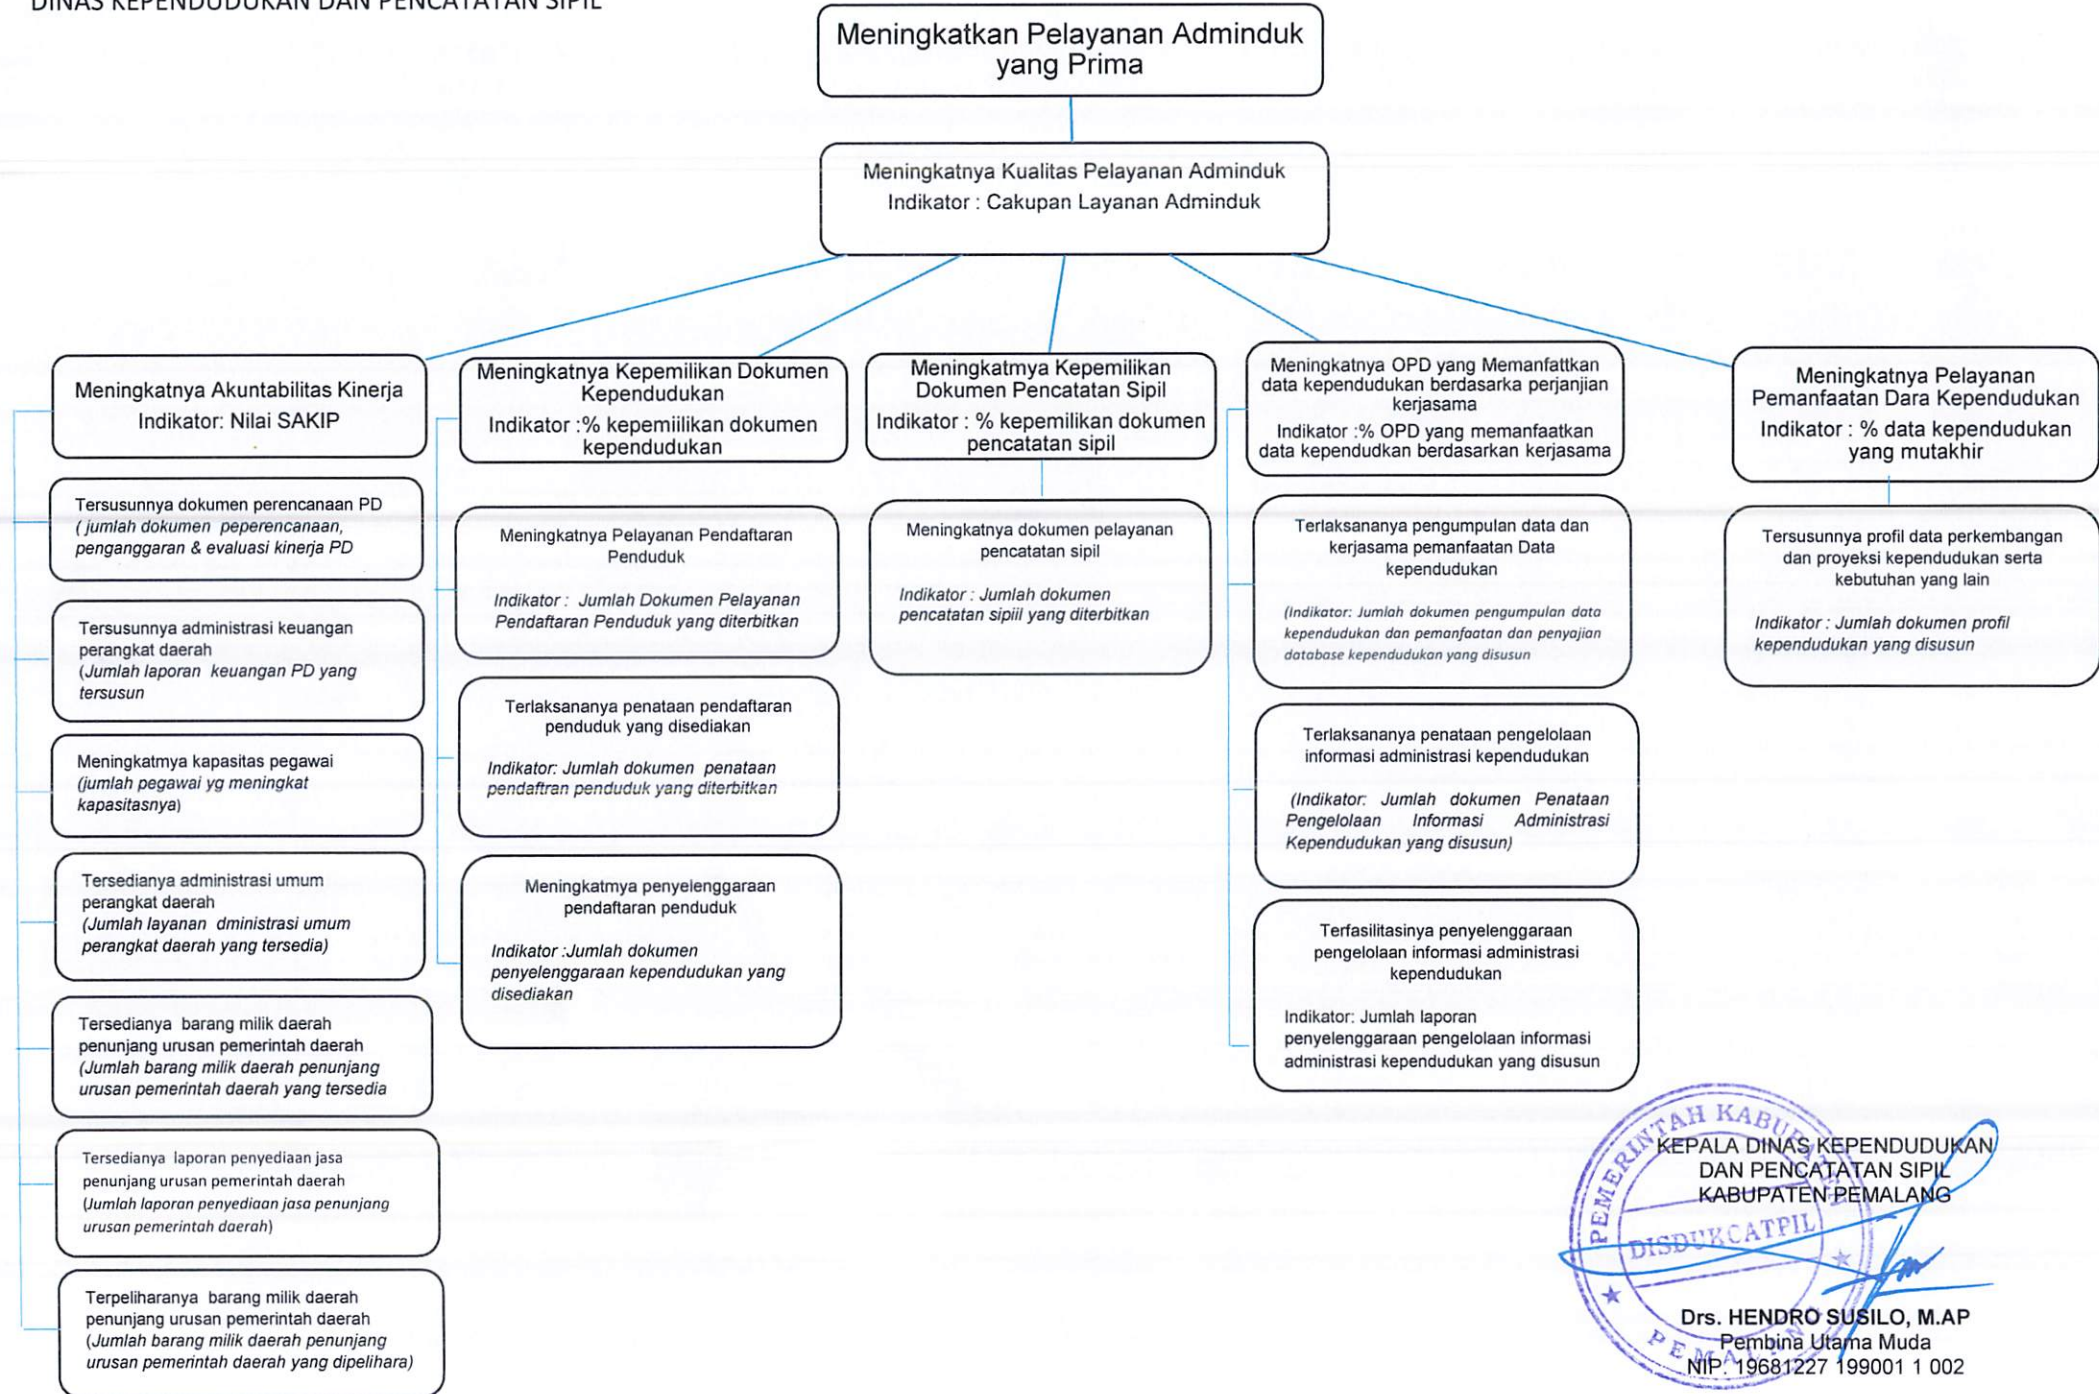 DINAS KEPENDUDUKAN DAN PENCATATAN SIPIL
Meningkatkan Pelayanan Adminduk
yang Prima
Meningkatnya Kualitas Pelayanan Adminduk
Indikator : Cakupan Layanan Adminduk
Meningkatnya Akuntabilitas Kinerja
Indikator: Nilai SAKIP
Tersusunnya dokumen perencanaan PD
( jumlah dokumen peperencanaan,
penganggaran & evaluasi kinerja PD
Tersusunnya administrasi keuangan
perangkat daerah
(Jumlah laporan keuangan PD yang
tersusun
Meningkatmya kapasitas pegawai
(jumlah pegawai yg meningkat
kapasitasnya)
Tersedianya administrasi umum
perangkat daerah
(Jumlah layanan dministrasi umum
perangkat daerah yang tersedia)
Tersedianya barang milik daerah
penunjang urusan pemerintah daerah
(Jumlah barang milik daerah penunjang
urusan pemerintah daerah yang tersedia
Tersedianya laporan penyediaan jasa
penunjang urusan pemerintah daerah
(Jumlah laporan penyediaan jasa penunjang
urusan pemerintah daerah)
Terpeliharanya barang milik daerah
penunjang urusan pemerintah daerah
(Jumlah barang milik daerah penunjang
urusan pemerintah daerah yang dipelihara)
Meningkatnya Kepemilikan Dokumen
Kependudukan
Indikator :% kepemiilikan dokumen
kependudukan
Meningkatnya Pelayanan Pendaftaran
Penduduk
Indikator : Jumlah Dokumen Pelayanan
Pendaftaran Penduduk yang diterbitkan
Terlaksananya penataan pendaftaran
penduduk yang disediakan
Indikator: Jumlah dokumen penataan
pendaftran penduduk yang diterbitkan
Meningkatmya penyelenggaraan
pendaftaran penduduk
Indikator :Jumlah dokumen
penyelenggaraan kependudukan yang
disediakan
Meningkatmya Kepemilikan
Dokumen Pencatatan Sipil
Indikator : % kepemilikan dokumen
pencatatan sipil
Meningkatnya dokumen pelayanan
pencatatan sipil
Indikator : Jumlah dokumen
pencatatan sipiil yang diterbitkan
Meningkatnya OPD yang Memanfattkan
data kependudukan berdasarka perjanjian
kerjasama
Indikator :% OPD yang memanfaatkan
data kependudkan berdasarkan kerjasama
Terlaksananya pengumpulan data dan
kerjasama pemanfaatan Data
kependudukan
(Indikator: Jumlah dokumen pengumpulan data
kependudukan dan pemanfaatan dan penyajian
database kependudukan yang disusun
Terlaksananya penataan pengelolaan
informasi administrasi kependudukan
(Indikator: Jumlah dokumen Penataan
Pengelolaan Informasi Administrasi
Kependudukan yang disusun)
Terfasilitasinya penyelenggaraan
pengelolaan informasi administrasi
kependudukan
Indikator: Jumlah laporan
penyelenggaraan pengelolaan informasi
administrasi kependudukan yang disusun
Meningkatnya Pelayanan
Pemanfaatan Dara Kependudukan
Indikator : % data kependudukan
yang mutakhir
Tersusunnya profil data perkembangan
dan proyeksi kependudukan serta
kebutuhan yang lain
Indikator : Jumlah dokumen profil
kependudukan yang disusun
KEPALA DINAS KEPENDUDUKAN
DAN PENCATATAN SIPIL
KABUPATEN PEMALANG
PEMERINTAH KABUPATEN
DISDUKCATPIL
PEMALANG
Drs. HENDRO SUSILO, M.AP
Pembina Utama Muda
NIP. 19681227 199001 1 002